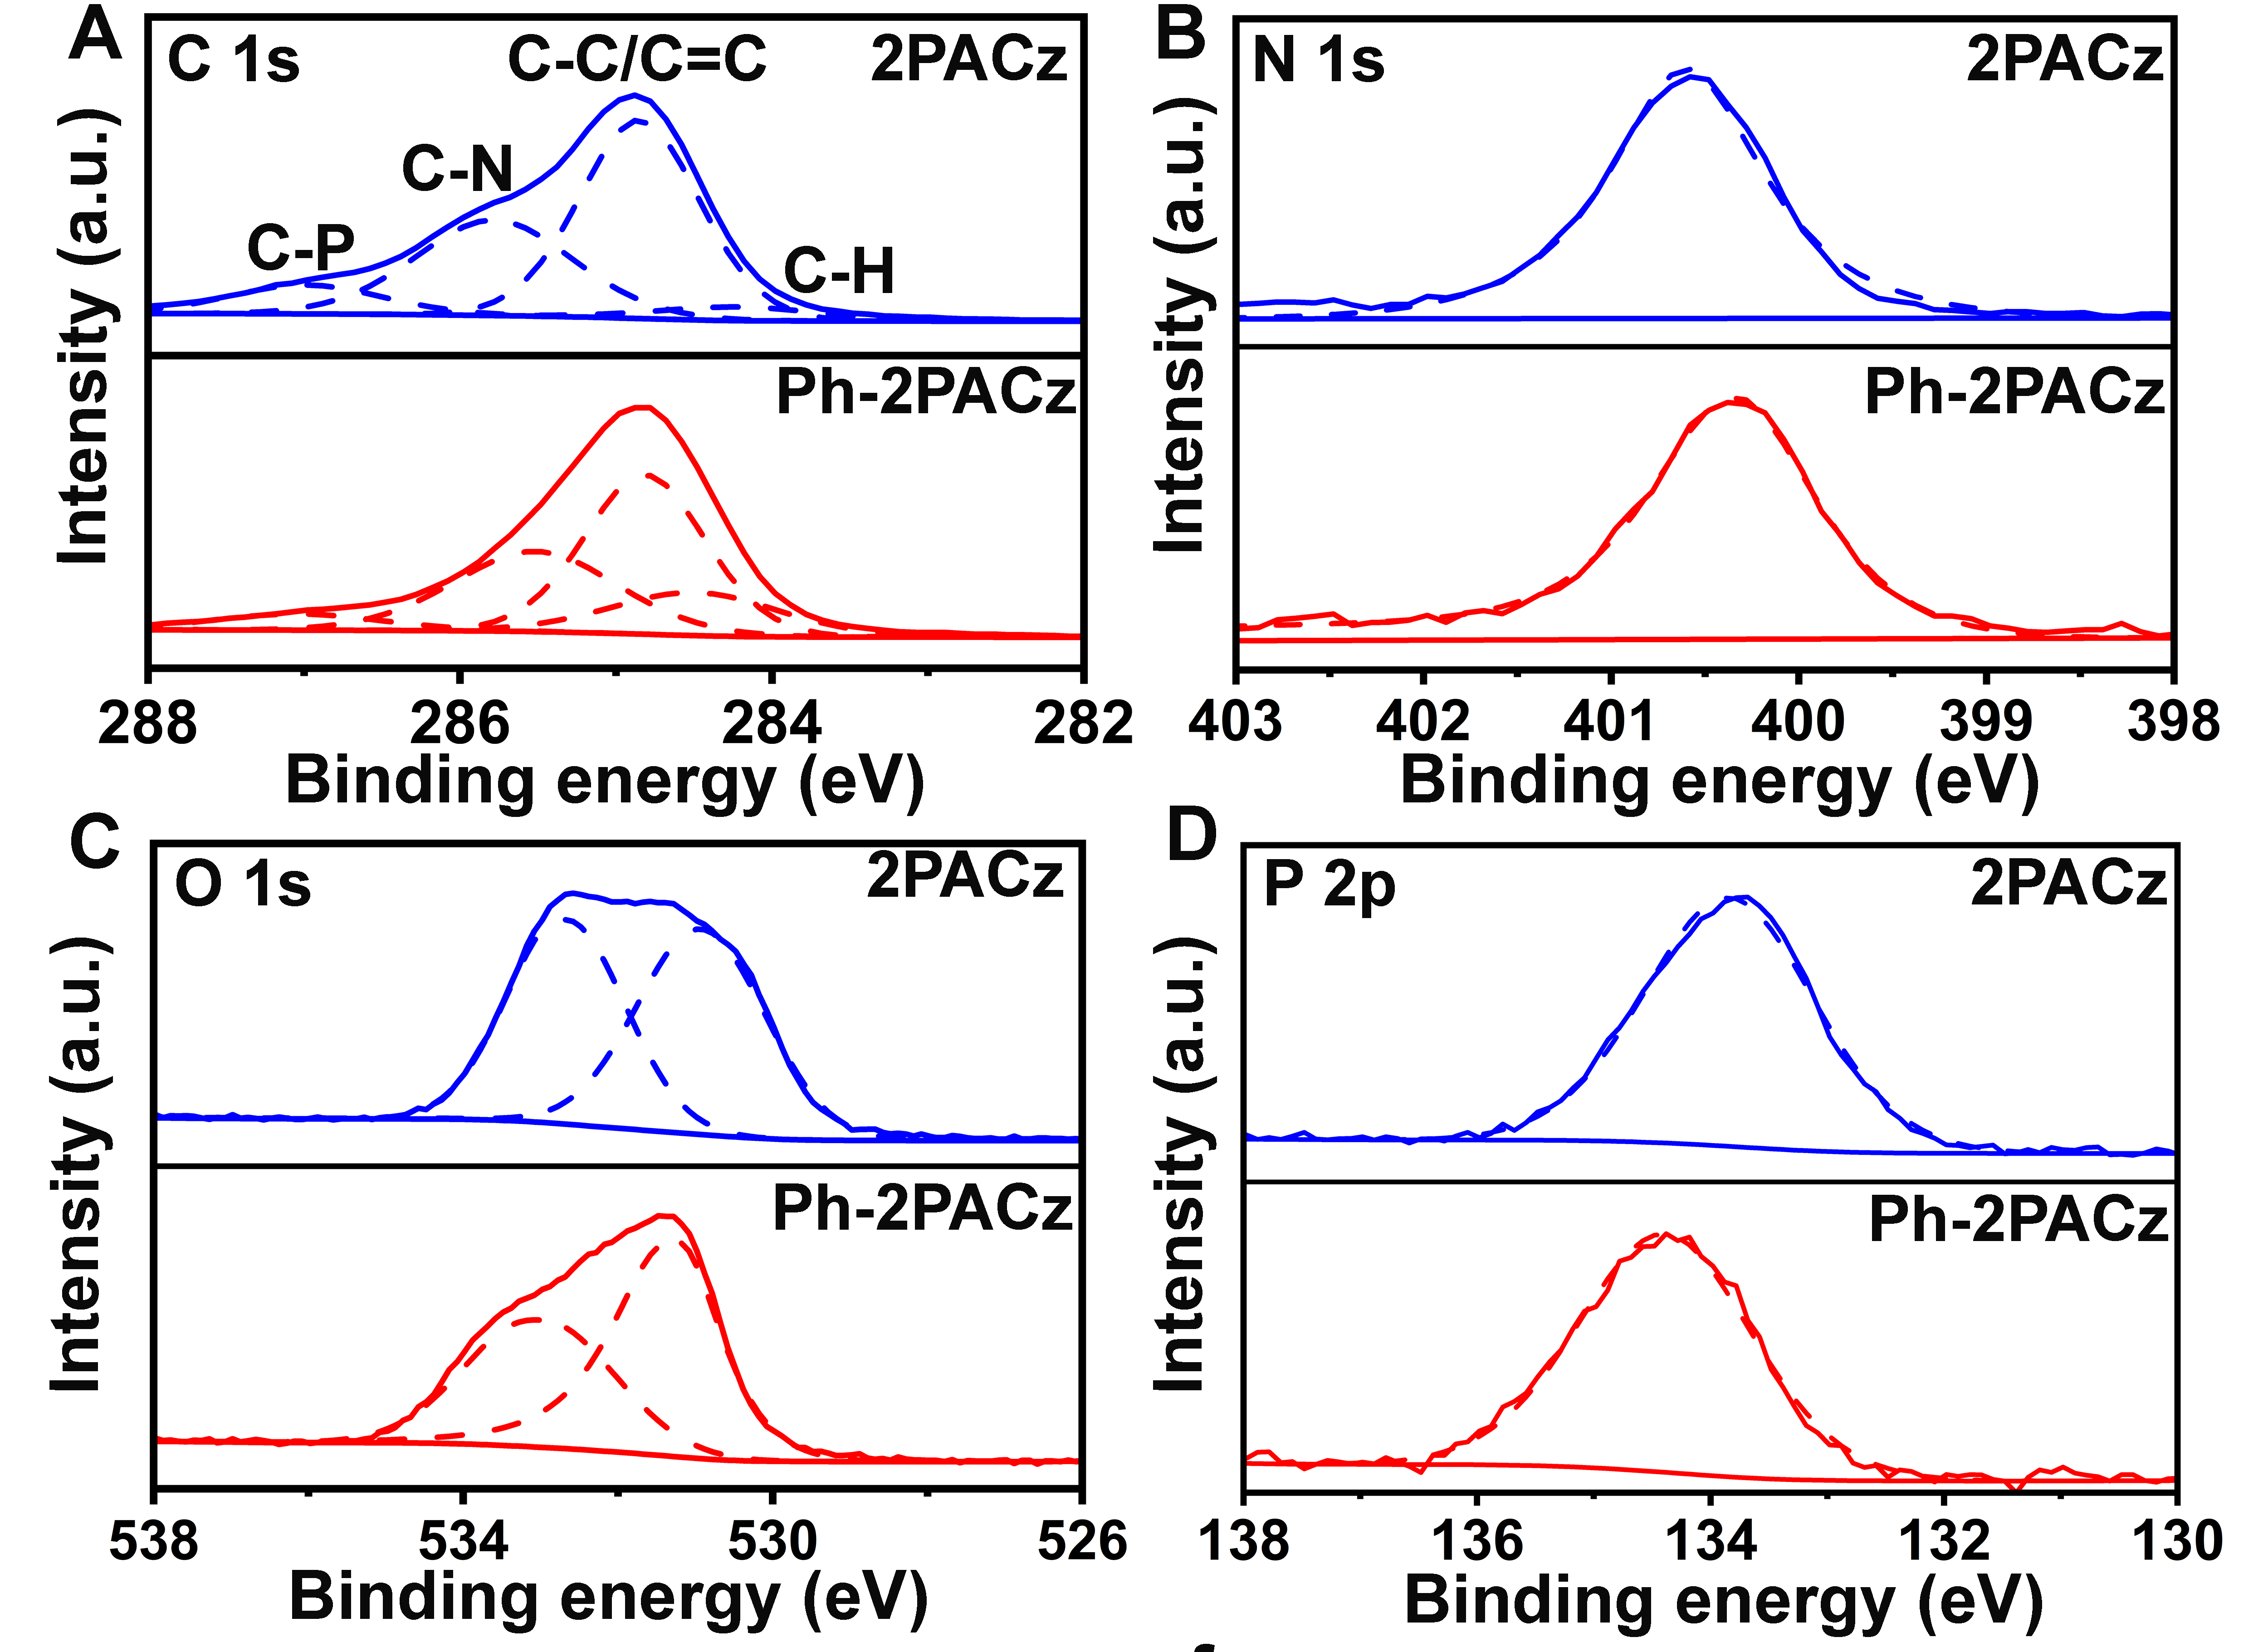 A
C 1s
C-C/C=C
2PACz
C-N
C-P
C-H
Ph-2PACz
Intensity (a.u.)
288 286 284 282
Binding energy (eV)
B
N 1s
2PACz
Ph-2PACz
Intensity (a.u.)
403 402 401 400 399 398
Binding energy (eV)
C
O 1s
2PACz
Ph-2PACz
Intensity (a.u.)
538 534 530 526
Binding energy (eV)
D
P 2p
2PACz
Ph-2PACz
Intensity (a.u.)
138 136 134 132 130
Binding energy (eV)